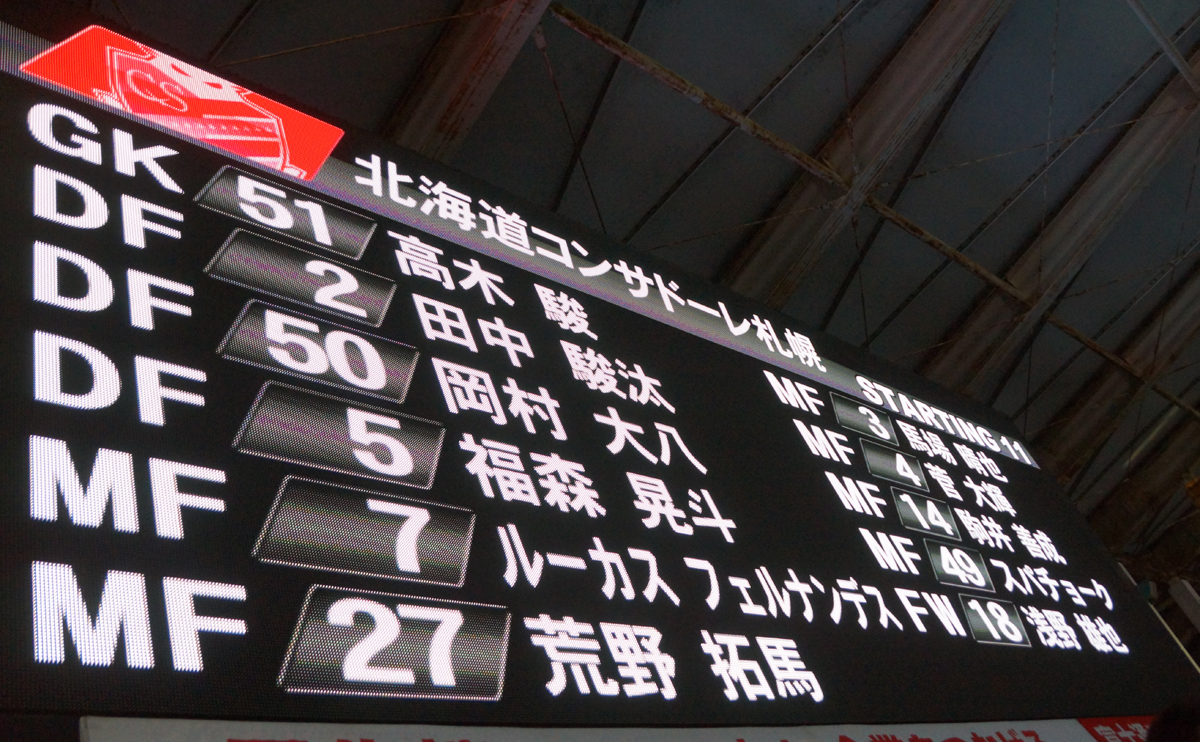 北海道コンサドーレ札幌 STARTING 11
GK 51 高木 駿
DF 2 田中 駿汰
DF 50 岡村 大八
DF 5 福森 晃斗
MF 7 ルーカス フェルナンデス
MF 27 荒野 拓馬
MF 3 馬場 晴也
MF 4 菅 大輝
MF 14 駒井 善成
MF 49 スパチョーク
FW 18 浅野 雄也